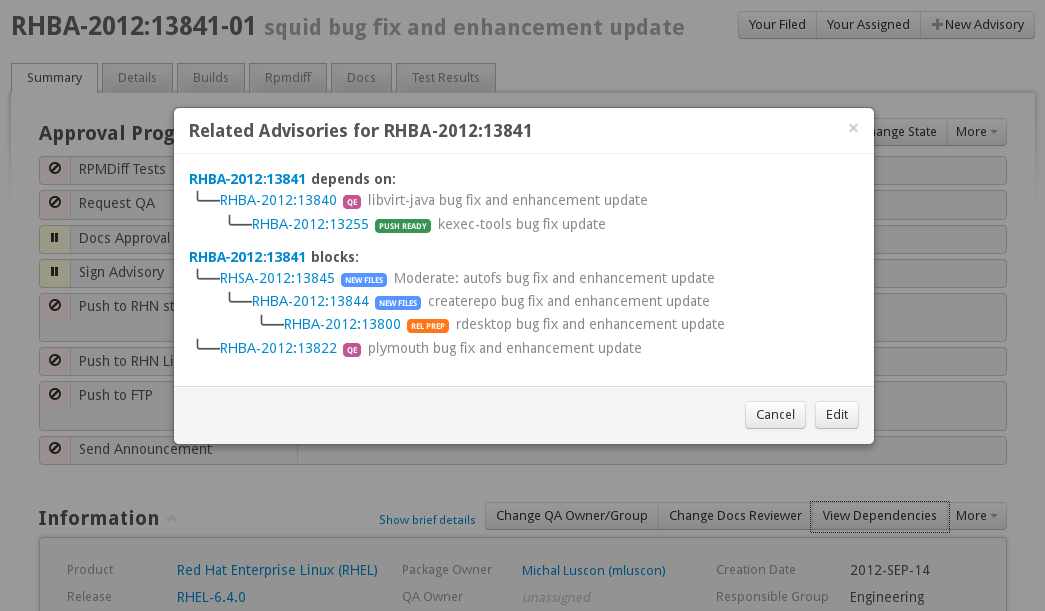 RHBA-2012:13841-01 squid bug fix and enhancement update
Your Filed Your Assigned New Advisory
Summary Details Builds Rpmdiff Docs Test Results
Approval Prog
ange State More
Related Advisories for RHBA-2012:13841 ×
RHBA-2012:13841 depends on:
RHBA-2012:13840 QE libvirt-java bug fix and enhancement update
RHBA-2012:13255 PUSH READY kexec-tools bug fix update
RHBA-2012:13841 blocks:
RHSA-2012:13845 NEW FILES Moderate: autofs bug fix and enhancement update
RHBA-2012:13844 NEW FILES createrepo bug fix and enhancement update
RHBA-2012:13800 REL PREP rdesktop bug fix and enhancement update
RHBA-2012:13822 QE plymouth bug fix and enhancement update
Cancel Edit
RPMDiff Tests
Request QA
Docs Approval
Sign Advisory
Push to RHN st
Push to RHN Li
Push to FTP
Send Announcement
Information Show brief details Change QA Owner/Group Change Docs Reviewer View Dependencies More
Product Red Hat Enterprise Linux (RHEL) Package Owner Michal Luscon (mluscon) Creation Date 2012-SEP-14
Release RHEL-6.4.0 QA Owner unassigned Responsible Group Engineering